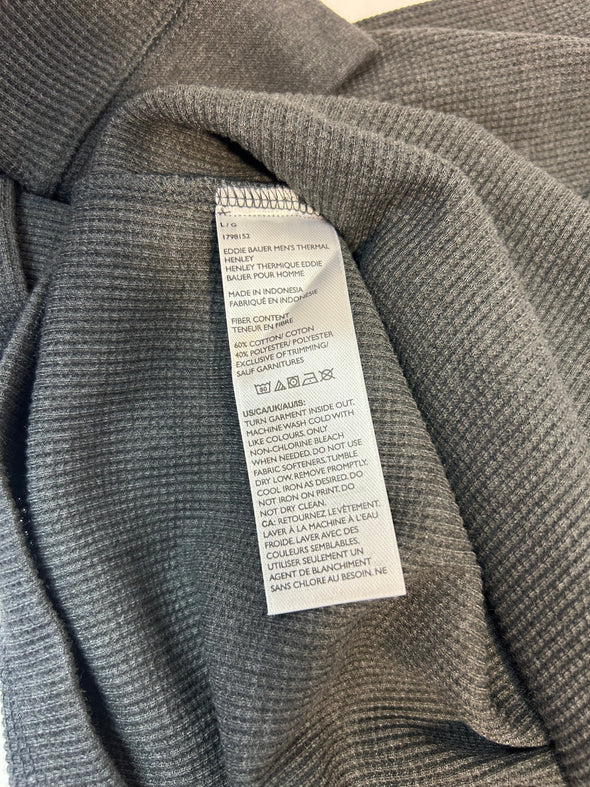 L / G
1798152
EDDIE BAUER MEN'S THERMAL
HENLEY
HENLEY THERMIQUE EDDIE
BAUER POUR HOMME
MADE IN INDONESIA
FABRIQUÉ EN INDONÉSIE
FIBER CONTENT
TENEUR EN FIBRE
60% COTTON/ COTON
40% POLYESTER/ POLYESTER
EXCLUSIVE OF TRIMMING/
SAUF GARNITURES
US/CA/UK/AU/IS:
TURN GARMENT INSIDE OUT.
MACHINE WASH COLD WITH
LIKE COLOURS. ONLY
NON-CHLORINE BLEACH
WHEN NEEDED. DO NOT USE
FABRIC SOFTENERS. TUMBLE
DRY LOW. REMOVE PROMPTLY.
COOL IRON AS DESIRED. DO
NOT IRON ON PRINT. DO
NOT DRY CLEAN.
CA: RETOURNEZ LE VÊTEMENT.
LAVER À LA MACHINE À L'EAU
FROIDE. LAVER AVEC DES
COULEURS SEMBLABLES.
UTILISER SEULEMENT UN
AGENT DE BLANCHIMENT
SANS CHLORE AU BESOIN. NE